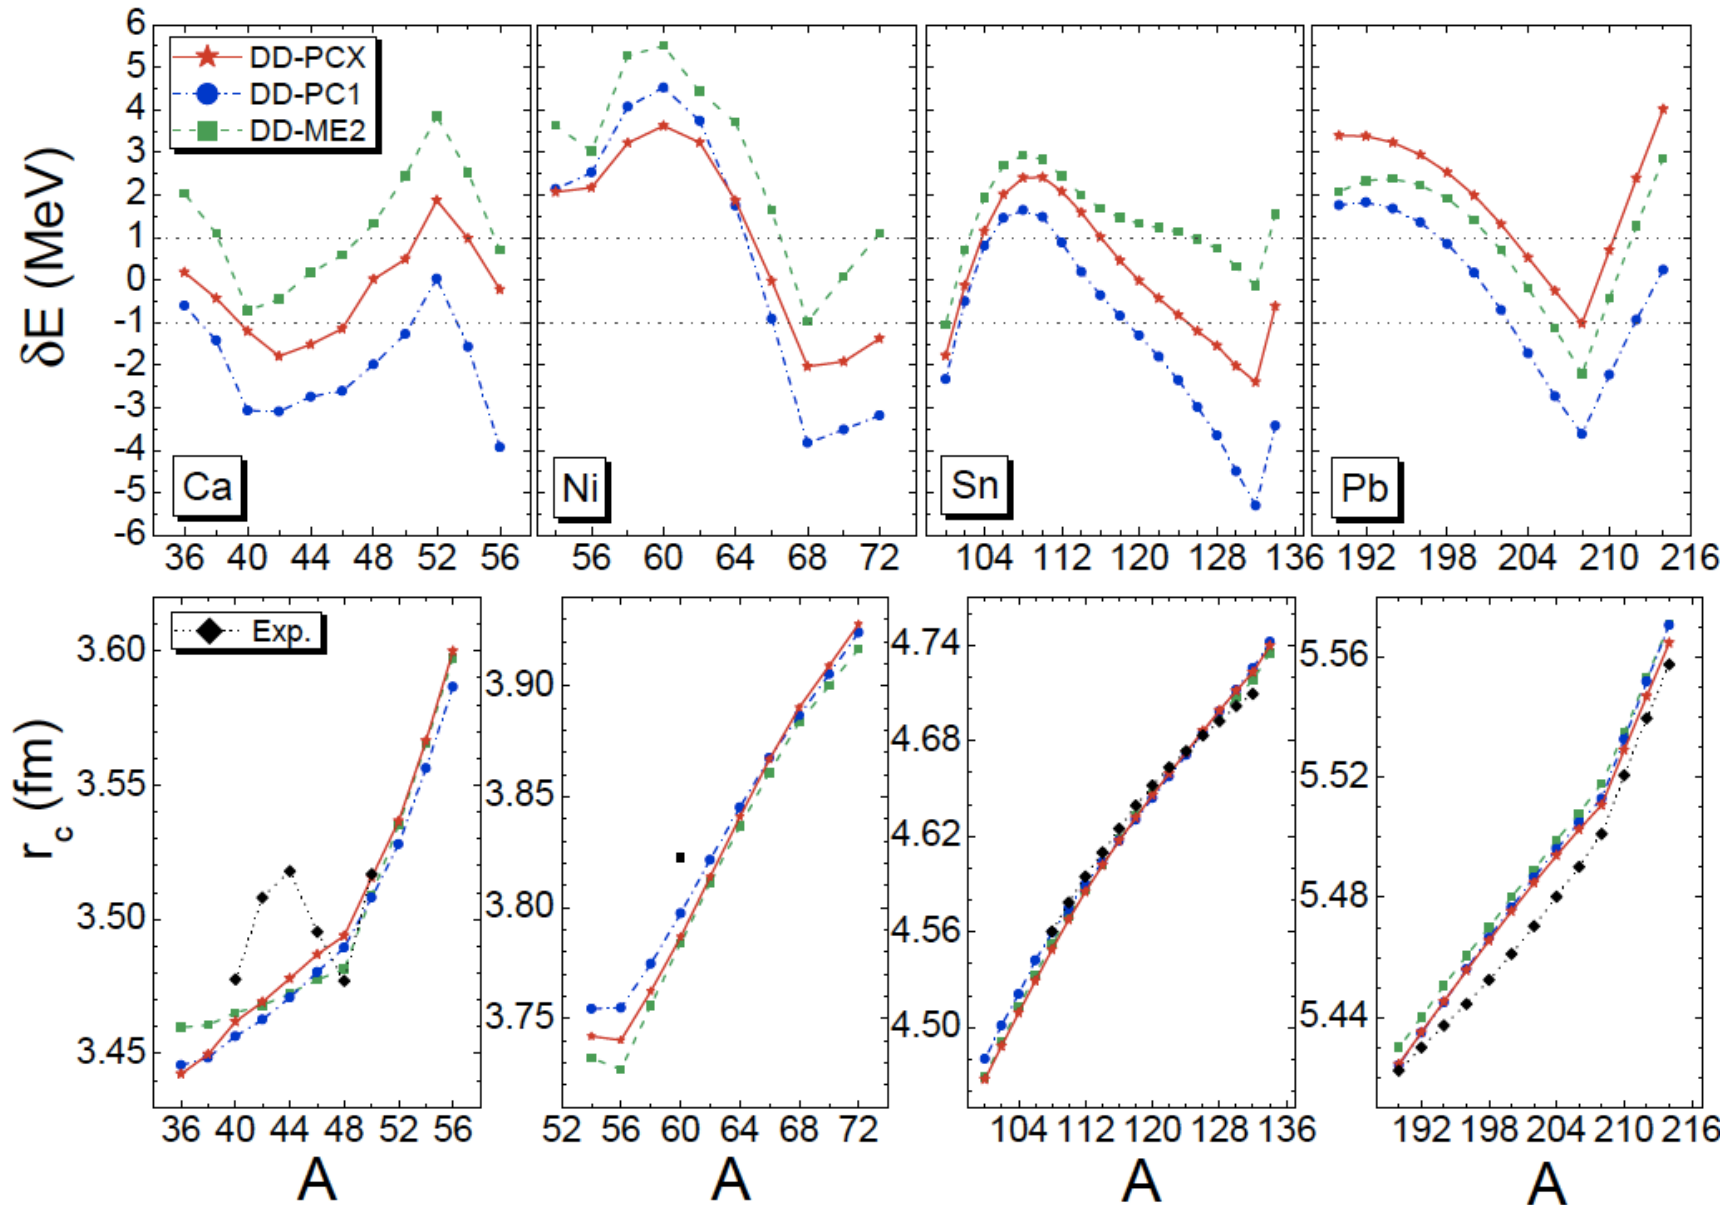 6
5
4
3
2
1
0
-1
-2
-3
-4
-5
-6
δE (MeV)
DD-PCX
DD-PC1
DD-ME2
Ca
Ni
Sn
Pb
36 40 44 48 52 56
56 60 64 68 72
104 112 120 128 136
192 198 204 210 216
Exp.
r c (fm)
3.60
3.55
3.50
3.45
3.90
3.85
3.80
3.75
4.74
4.68
4.62
4.56
4.50
5.56
5.52
5.48
5.44
36 40 44 48 52 56
52 56 60 64 68 72
104 112 120 128 136
192 198 204 210 216
A
A
A
A